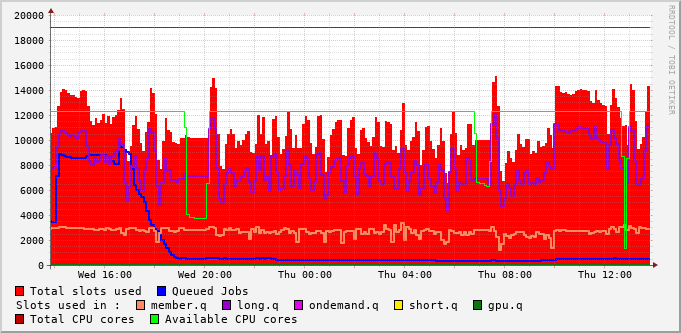 20000
18000
16000
14000
12000
10000
8000
6000
4000
2000
0
Wed 16:00 Wed 20:00 Thu 00:00 Thu 04:00 Thu 08:00 Thu 12:00
RRDTOOL / TOBI OETIKER
Total slots used Queued Jobs
Slots used in : member.q long.q ondemand.q short.q gpu.q
Total CPU cores Available CPU cores